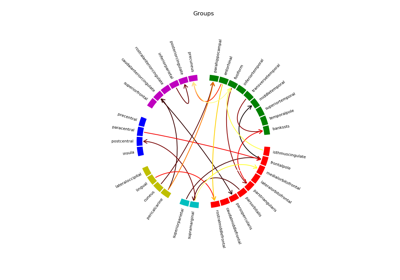 Groups
parahippocampal
entorhinal
fusiform
inferiortemporal
transversetemporal
middletemporal
superiortemporal
temporalpole
bankssts
isthmuscingulate
frontalpole
medialorbitofrontal
lateralorbitofrontal
parstriangularis
parsorbitalis
parsopercularis
caudalmiddlefrontal
rostralmiddlefrontal
supramarginal
superiorparietal
pericalcarine
cuneus
lingual
lateraloccipital
insula
postcentral
paracentral
precentral
superiorfrontal
caudalanteriorcingulate
rostralanteriorcingulate
posteriorcingulate
precuneus